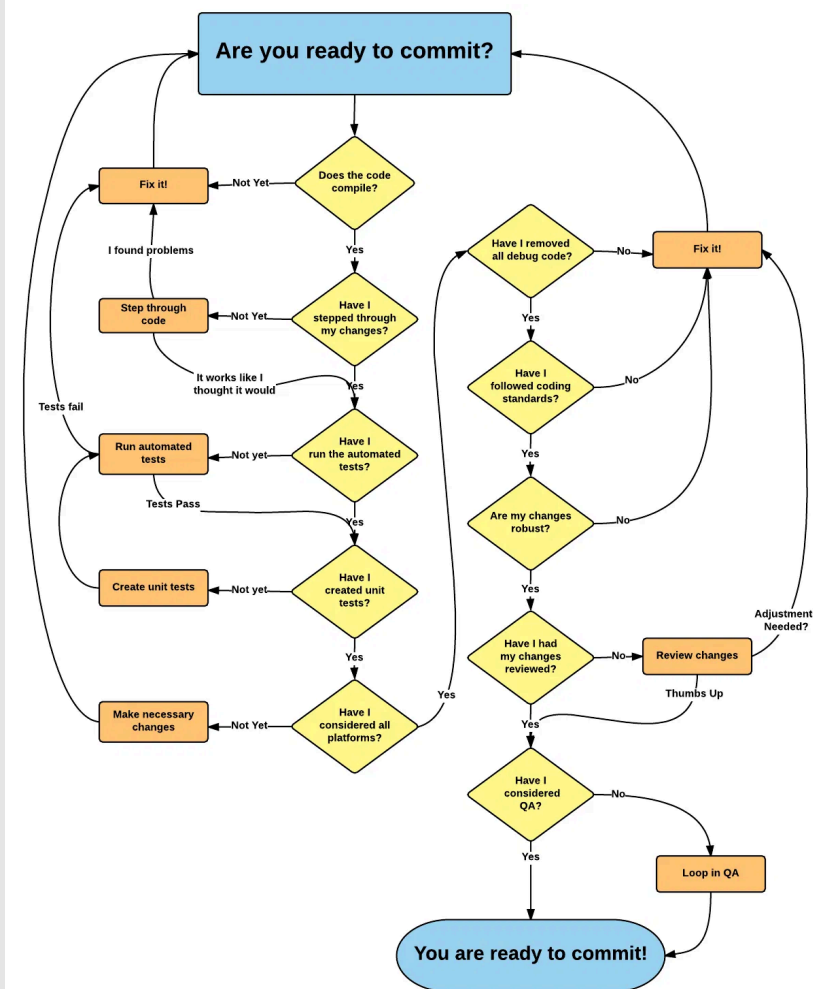 Are you ready to commit?
Does the code
compile?
Not Yet
Fix it!
Yes
I found problems
Have I
stepped through
my changes?
Not Yet
Step through
code
It works like I
thought it would
Yes
Tests fail
Have I
run the automated
tests?
Not yet
Run automated
tests
Tests Pass
Yes
Have I
created unit
tests?
Not yet
Create unit tests
Yes
Have I
considered all
platforms?
Not Yet
Make necessary
changes
Yes
Have I removed
all debug code?
No
Fix it!
Yes
Have I
followed coding
standards?
No
Yes
Are my changes
robust?
No
Yes
Have I had
my changes
reviewed?
No
Review changes
Adjustment
Needed?
Thumbs Up
Yes
Have I
considered
QA?
No
Loop in QA
Yes
You are ready to commit!